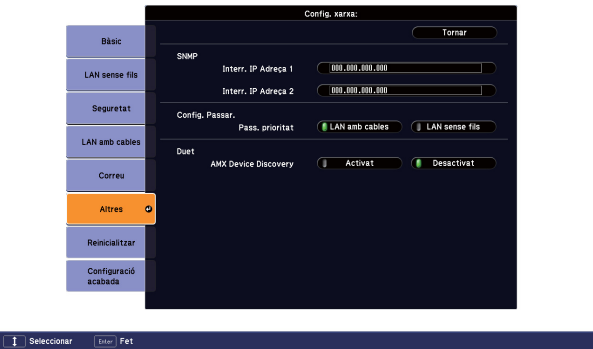 Config. xarxa:
Tornar
Bàsic
LAN sense fils
Seguretat
LAN amb cables
Correu
Altres
Reinicialitzar
Configuració
acabada
SNMP
Interr. IP Adreça 1 000.000.000.000
Interr. IP Adreça 2 000.000.000.000
Config. Passar.
Pass. prioritat LAN amb cables LAN sense fils
Duet
AMX Device Discovery Activat Desactivat
Seleccionar Enter Fet